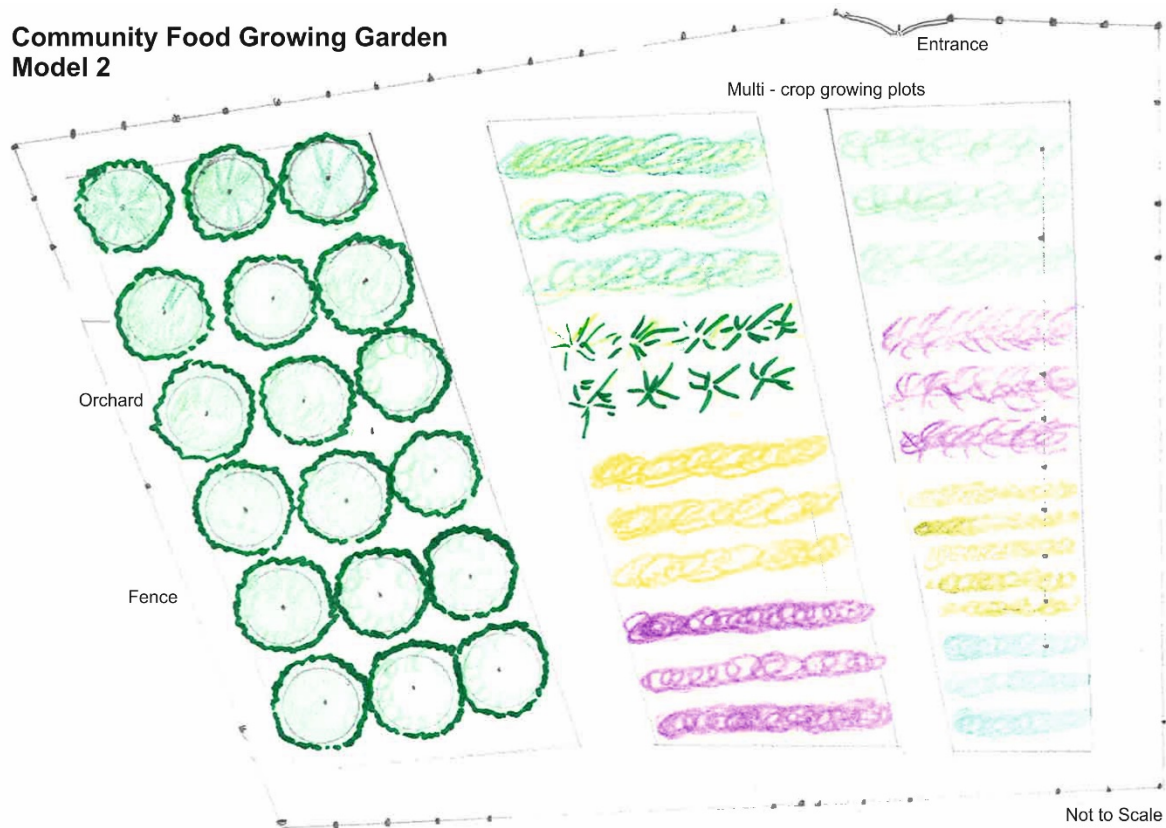 Community Food Growing Garden
Model 2
Entrance
Multi - crop growing plots
Orchard
Fence
Not to Scale